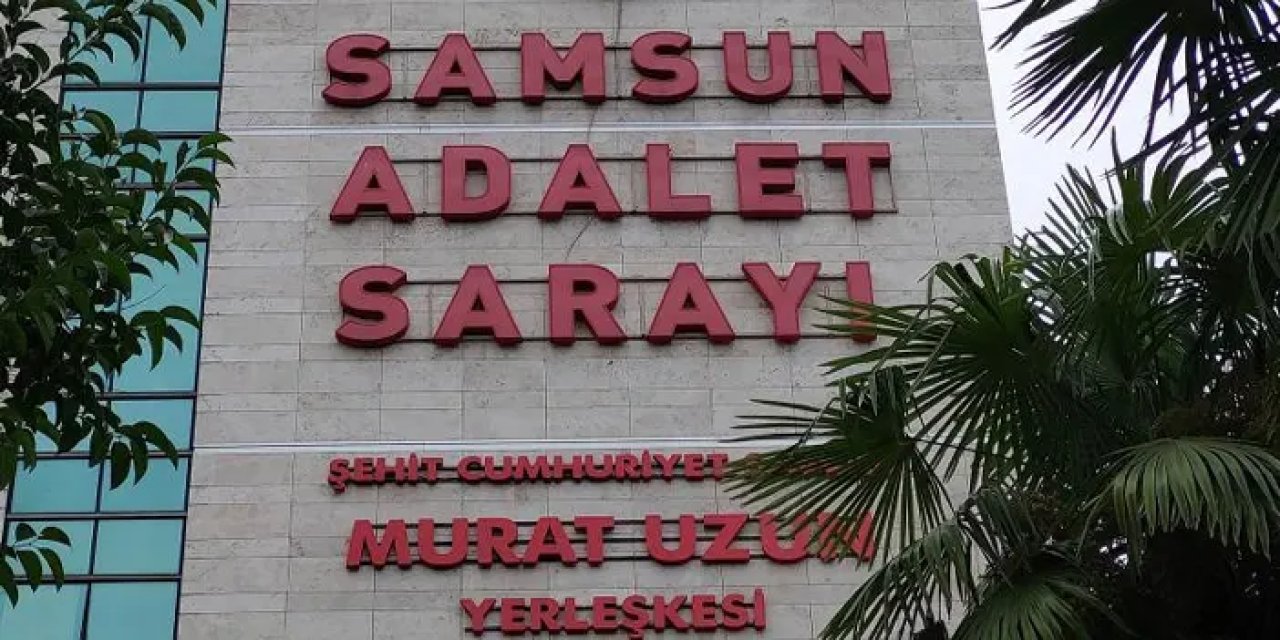 SAMSUN
ADALET
SARAYI
ŞEHİT CUMHURİYET
MURAT UZUN
YERLEŞKESİ